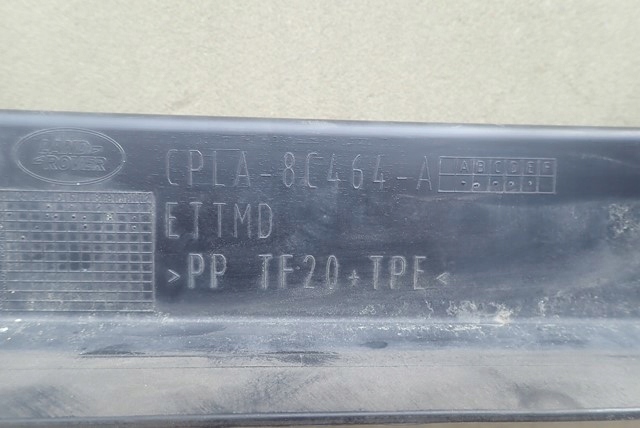 LAND
ROVER
CPLA-8C464-A
A B C D E F
ETTMD
>PP TF20+TPE<